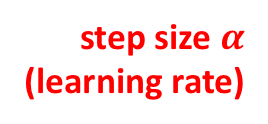 step size α
(learning rate)